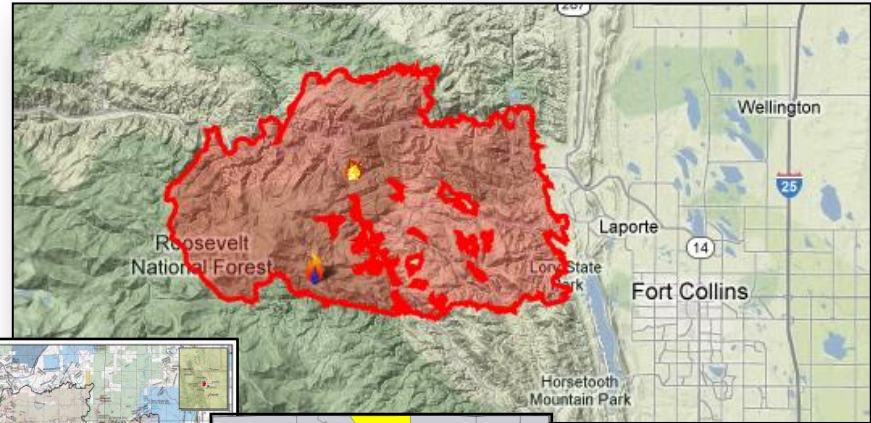 287
Wellington
25
Roosevelt
National Forest
Laporte
14
Lory State
Park
Fort Collins
Horsetooth
Mountain Park